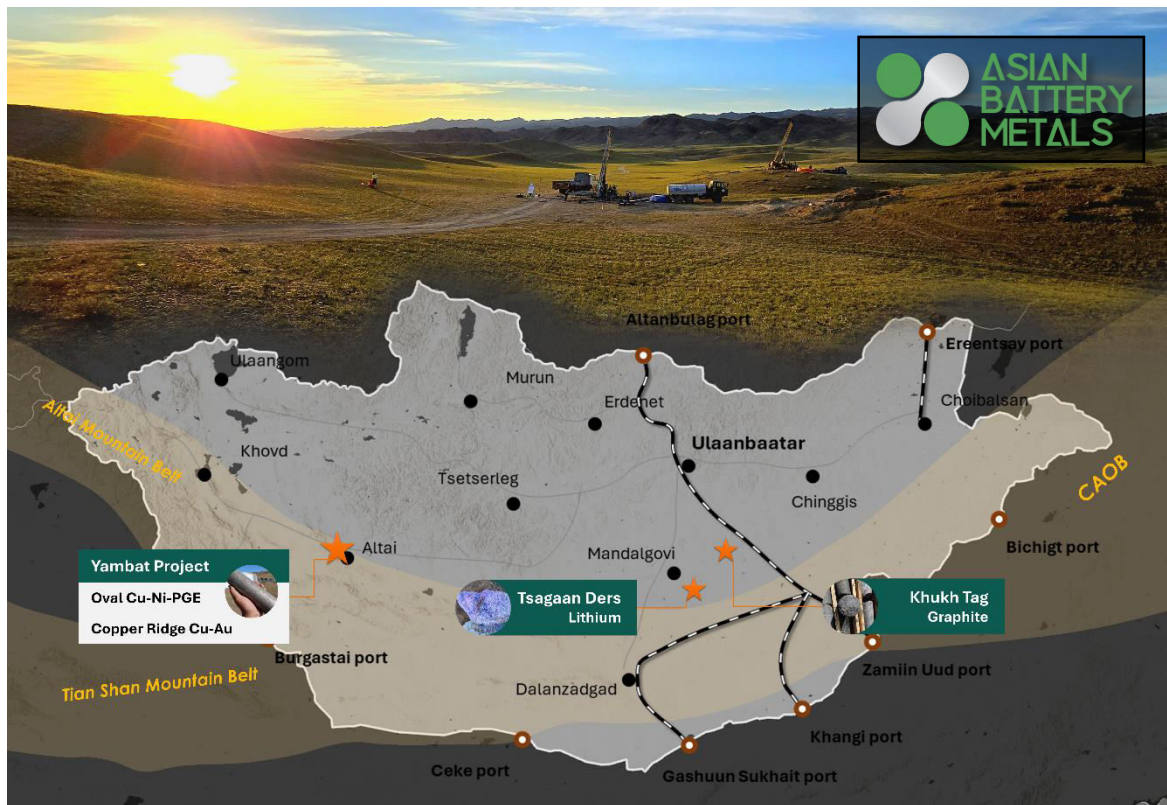 ASIAN
BATTERY
METALS
Altanbulag port
Ereentsav port
Ulaangom
Murun
Erdenet
Choibalsan
Altai Mountain Belt
Khovd
Ulaanbaatar
Tsetserleg
Chinggis
CAOB
Bichigt port
Altai
Mandalgovi
Yambat Project
Oval Cu-Ni-PGE
Copper Ridge Cu-Au
Tsagaan Ders
Lithium
Khukh Tag
Graphite
Burgastai port
Zamiin Uud port
Tian Shan Mountain Belt
Dalanzadgad
Khangi port
Ceke port
Gashuun Sukhait port